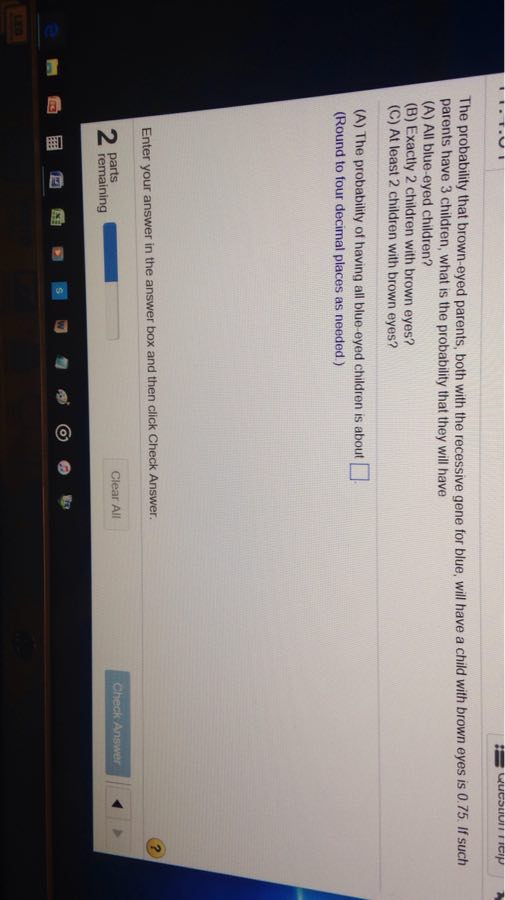 Question Help
The probability that brown-eyed parents, both with the recessive gene for blue, will have a child with brown eyes is 0.75. If such
parents have 3 children, what is the probability that they will have
(A) All blue-eyed children?
(B) Exactly 2 children with brown eyes?
(C) At least 2 children with brown eyes?
(A) The probability of having all blue-eyed children is about .
(Round to four decimal places as needed.)
Enter your answer in the answer box and then click Check Answer.
2 parts
remaining
Clear All
Check Answer
?